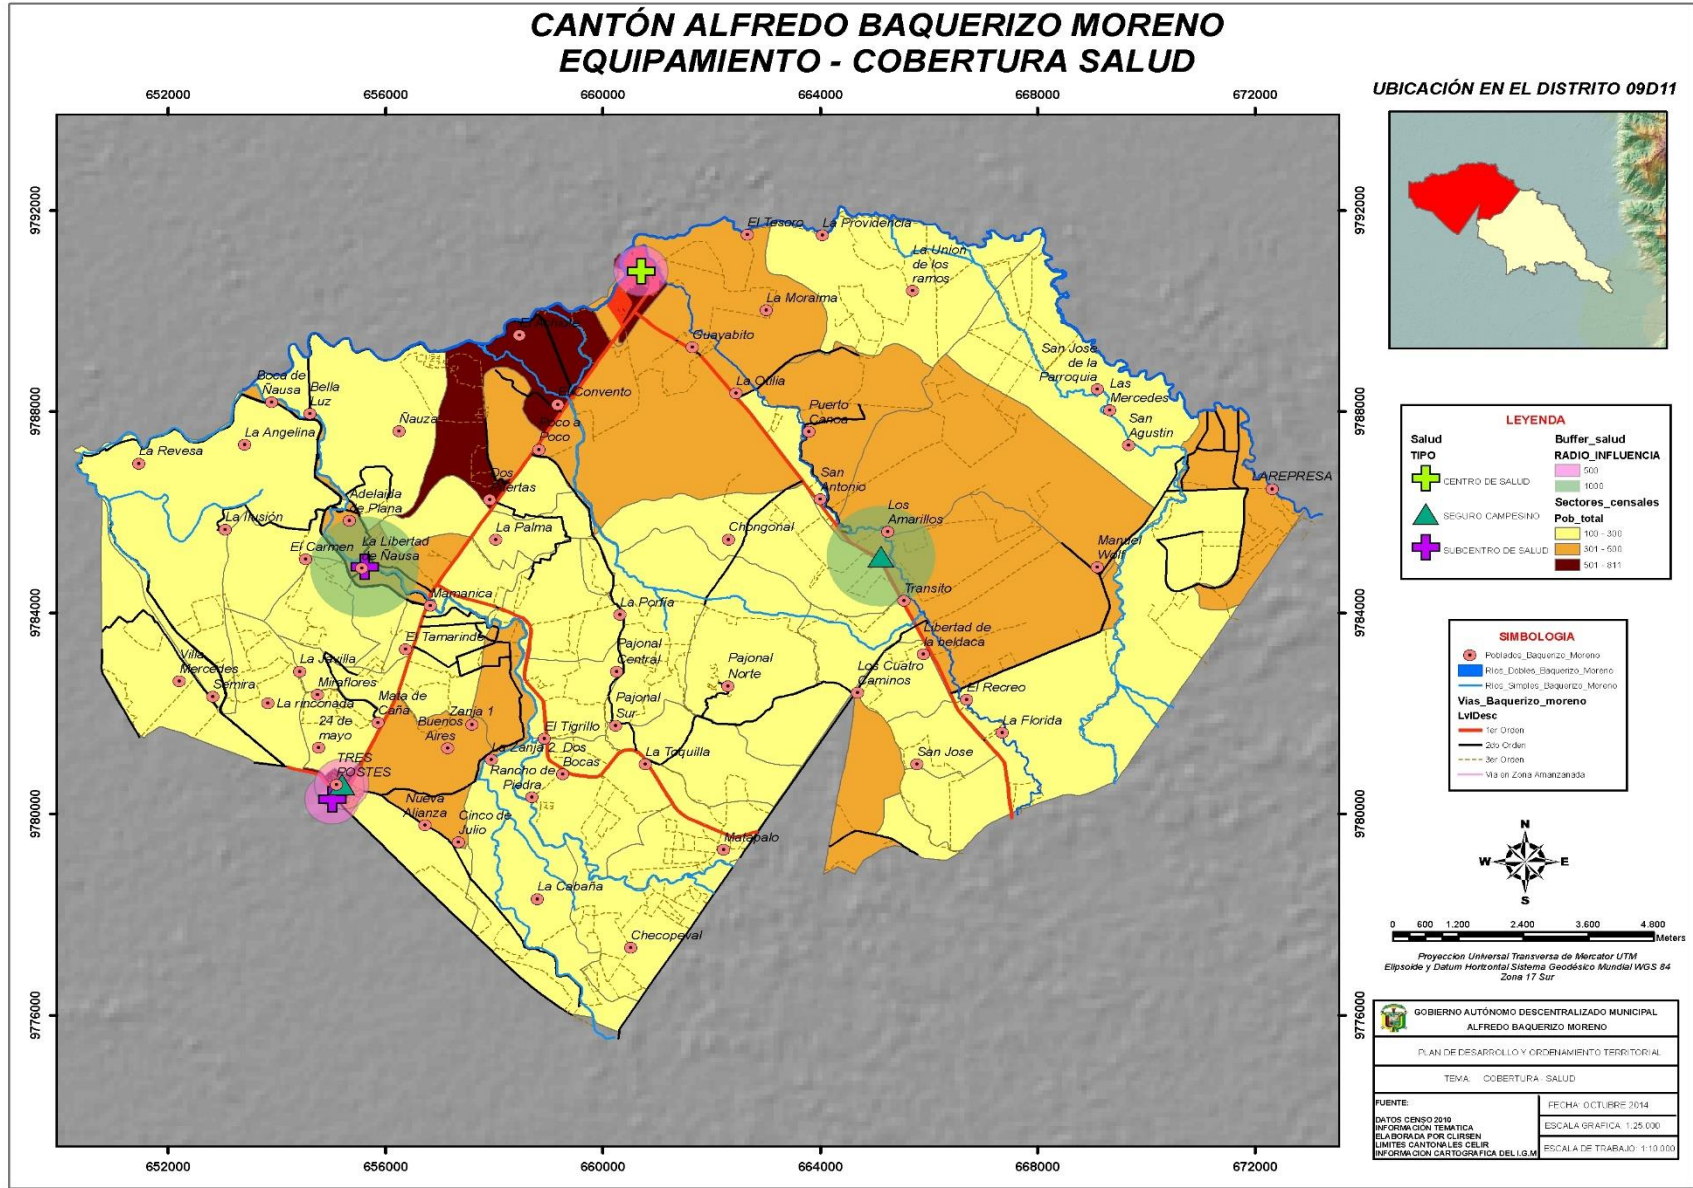 CANTÓN ALFREDO BAQUERIZO MORENO
EQUIPAMIENTO - COBERTURA SALUD
652000 656000 660000 664000 668000 672000
9792000
9788000
9784000
9780000
9776000
9792000
9788000
9784000
9780000
9776000
652000 656000 660000 664000 668000 672000
El Tesoro
La Providencia
La Union
de los
ramos
La Moraima
Guayabito
La Otilia
San Jose
de la
Parroquia
Las
Mercedes
San
Agustin
Puerto
Canoa
San
Antonio
Los
Amarillos
Manuel
Wolf
Transito
Libertad de
la beldaca
Los Cuatro
Caminos
El Recreo
La Florida
San Jose
Boca de
Ñausa
Bella
Luz
La Angelina
La Revesa
Ñauza
Convento
Poco a
Poco
Dos
La Palma
Chongonal
Adelaida
de Plana
La Ilusión
El Carmen
La Libertad
de Ñausa
Mamanica
El Tamarindo
La Porfia
Pajonal
Central
Pajonal
Norte
Pajonal
Sur
Villa
Mercedes
Semira
La Javilla
Miraflores
La rinconada
24 de
mayo
Mata de
Caña
Zanja 1
Buenos
Aires
TRES
POSTES
La Zanja 2
El Tigrillo
Dos
Bocas
Rancho de
Piedra
La Toquilla
Nueva
Alianza
Cinco de
Julio
Matapalo
La Cabaña
Checopeval
UBICACIÓN EN EL DISTRITO 09D11
LEYENDA
Salud
TIPO
CENTRO DE SALUD
SEGURO CAMPESINO
SUBCENTRO DE SALUD
Buffer_salud
RADIO_INFLUENCIA
500
1000
Sectores_censales
Pob_total
100 - 300
301 - 500
501 - 811
SIMBOLOGIA
Poblados_Baquerizo_Moreno
Rios_Dobles_Baquerizo_Moreno
Rios_Simples_Baquerizo_Moreno
Vias_Baquerizo_moreno
LvlDesc
1er Orden
2do Orden
3er Orden
Via en Zona Amanzanada
N
W E
S
0 600 1.200 2.400 3.600 4.800
Meters
Proyeccion Universal Transversa de Mercator UTM
Elipsoide y Datum Horizontal Sistema Geodésico Mundial WGS 84
Zona 17 Sur
GOBIERNO AUTÓNOMO DESCENTRALIZADO MUNICIPAL
ALFREDO BAQUERIZO MORENO
PLAN DE DESARROLLO Y ORDENAMIENTO TERRITORIAL
TEMA: COBERTURA - SALUD
FUENTE:
DATOS CENSO 2010
INFORMACIÓN TEMATICA
ELABORADA POR CLIRSEN
LIMITES CANTONALES CELIR
INFORMACION CARTOGRAFICA DEL I.G.M
FECHA: OCTUBRE 2014
ESCALA GRAFICA: 1:25.000
ESCALA DE TRABAJO: 1:10.000